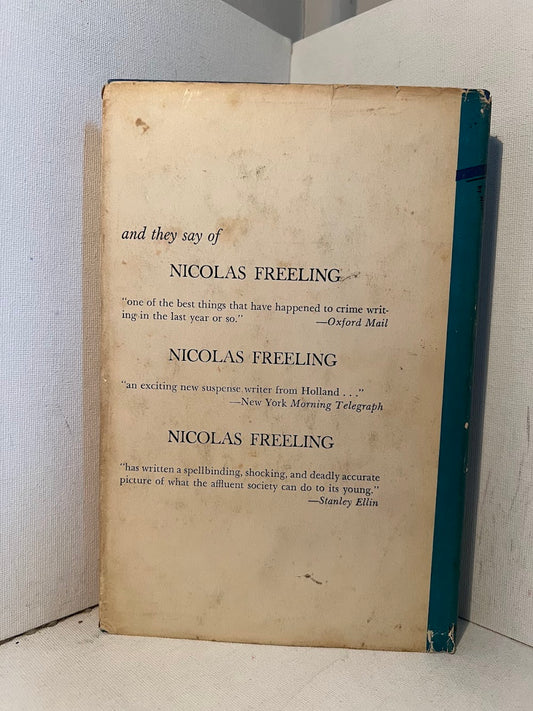 and they say of
NICOLAS FREELING
"one of the best things that have happened to crime writ-
ing in the last year or so." —Oxford Mail
NICOLAS FREELING
"an exciting new suspense writer from Holland . . ."
—New York Morning Telegraph
NICOLAS FREELING
"has written a spellbinding, shocking, and deadly accurate
picture of what the affluent society can do to its young."
—Stanley Ellin